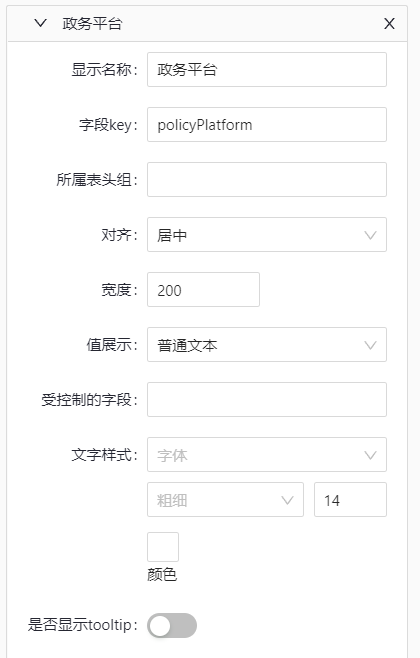 政务平台 X
显示名称: 政务平台
字段key: policyPlatform
所属表头组:
对齐: 居中
宽度: 200
值展示: 普通文本
受控制的字段:
文字样式: 字体
粗细 14
颜色
是否显示tooltip: